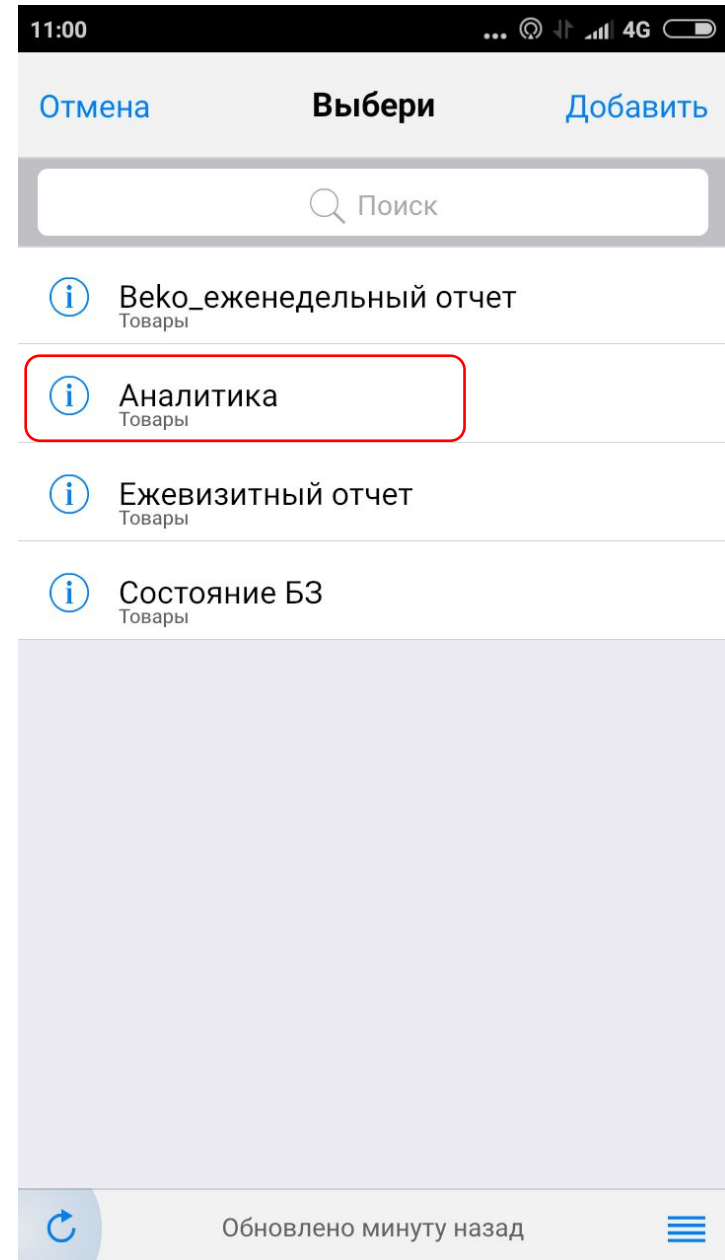 11:00 ... 4G
Отмена Выбери Добавить
Поиск
Beko_еженедельный отчет
Товары
Аналитика
Товары
Ежевизитный отчет
Товары
Состояние БЗ
Товары
Обновлено минуту назад